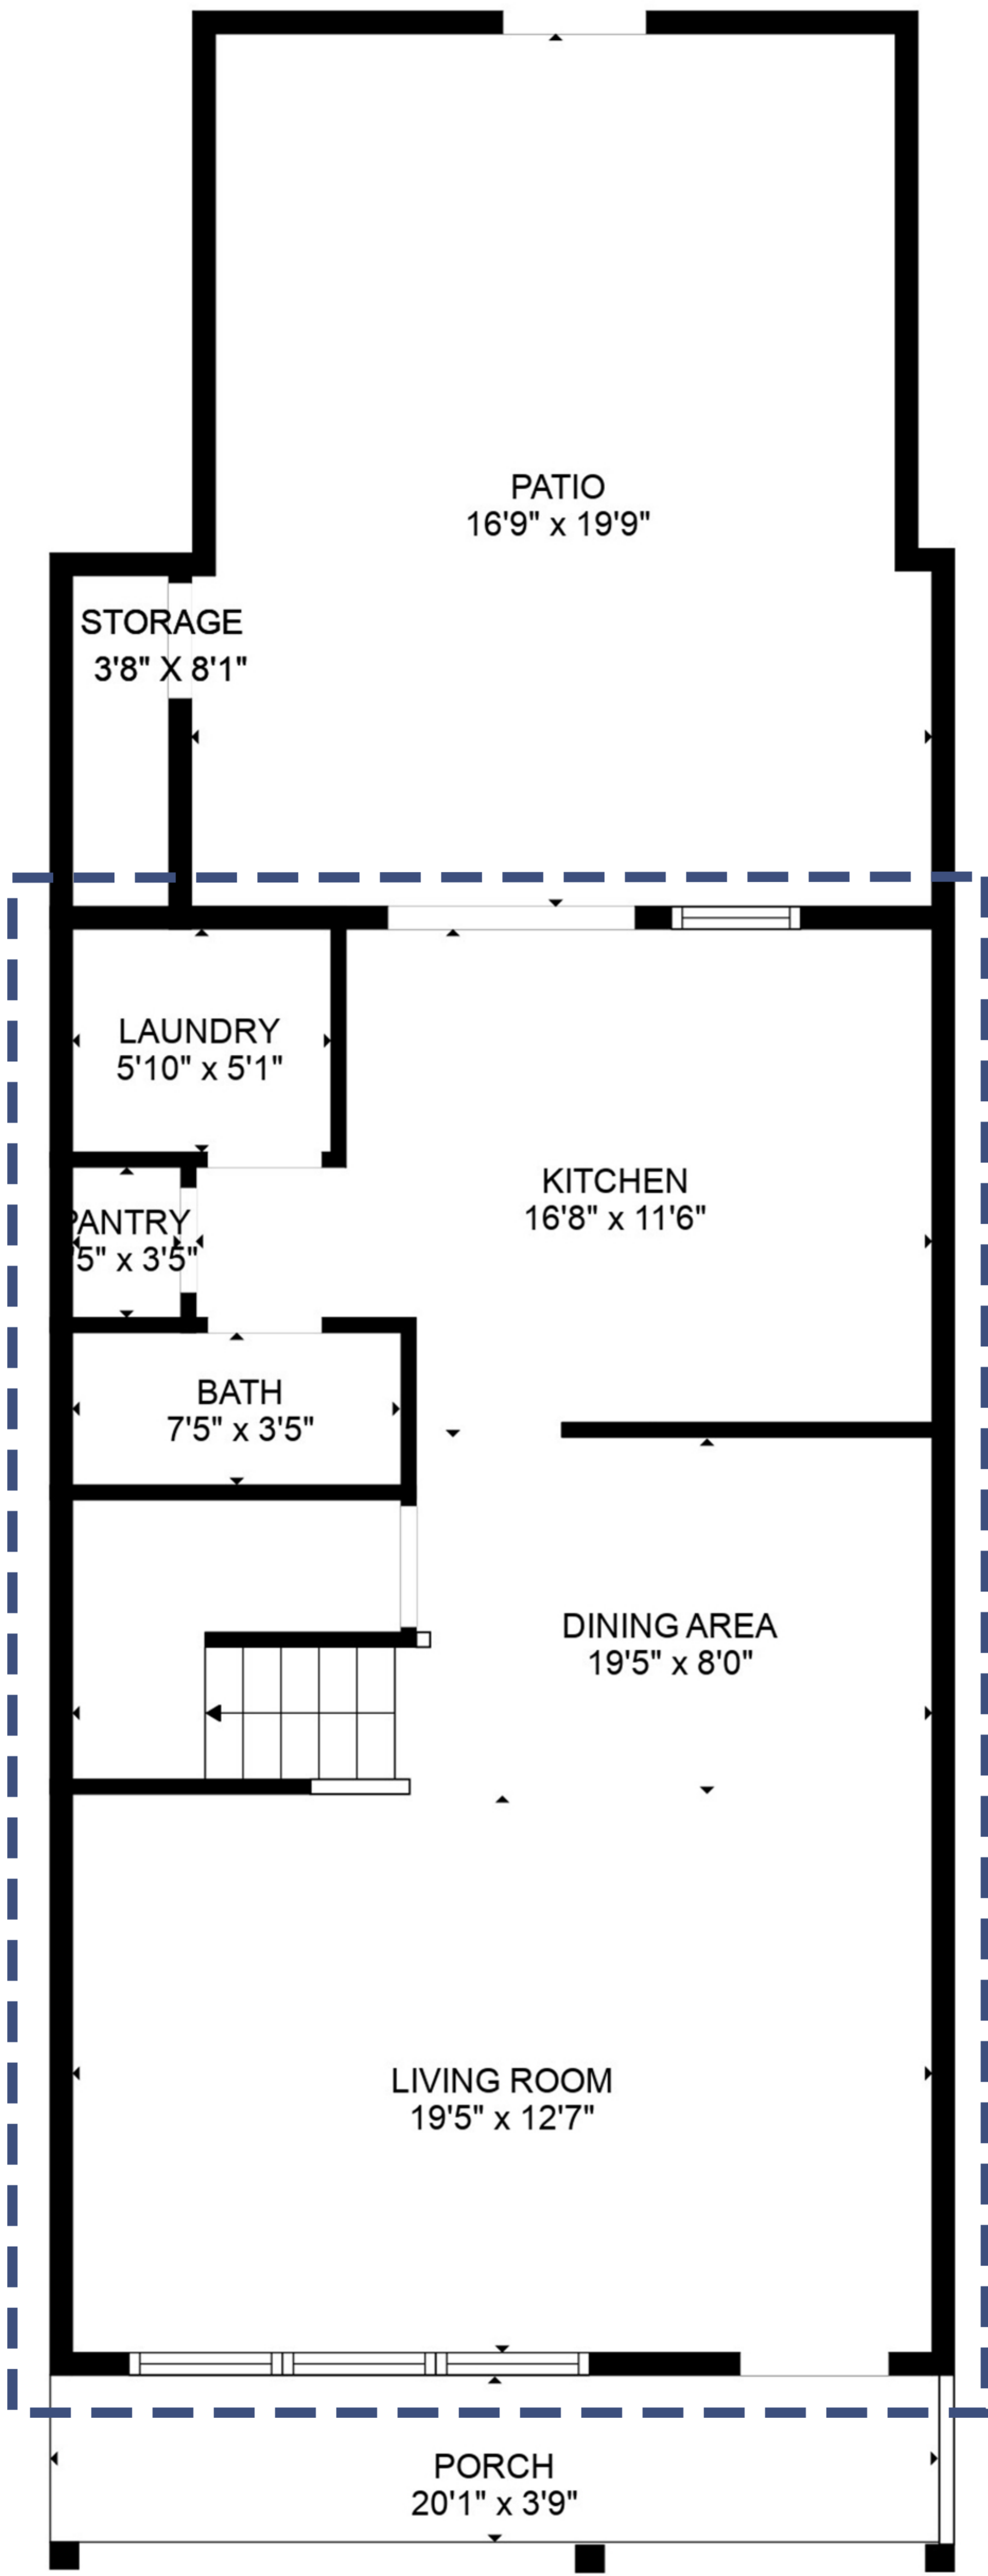 PATIO
16'9" x 19'9"
STORAGE
3'8" X 8'1"
LAUNDRY
5'10" x 5'1"
KITCHEN
16'8" x 11'6"
PANTRY
'5" x 3'5"
BATH
7'5" x 3'5"
DINING AREA
19'5" x 8'0"
LIVING ROOM
19'5" x 12'7"
PORCH
20'1" x 3'9"